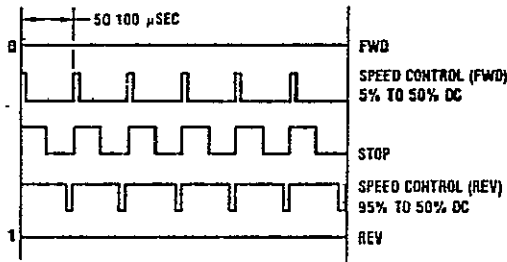 50 100 µSEC
0 FWD
SPEED CONTROL (FWD)
5% TO 50% DC
STOP
SPEED CONTROL (REV)
95% TO 50% DC
1 REV